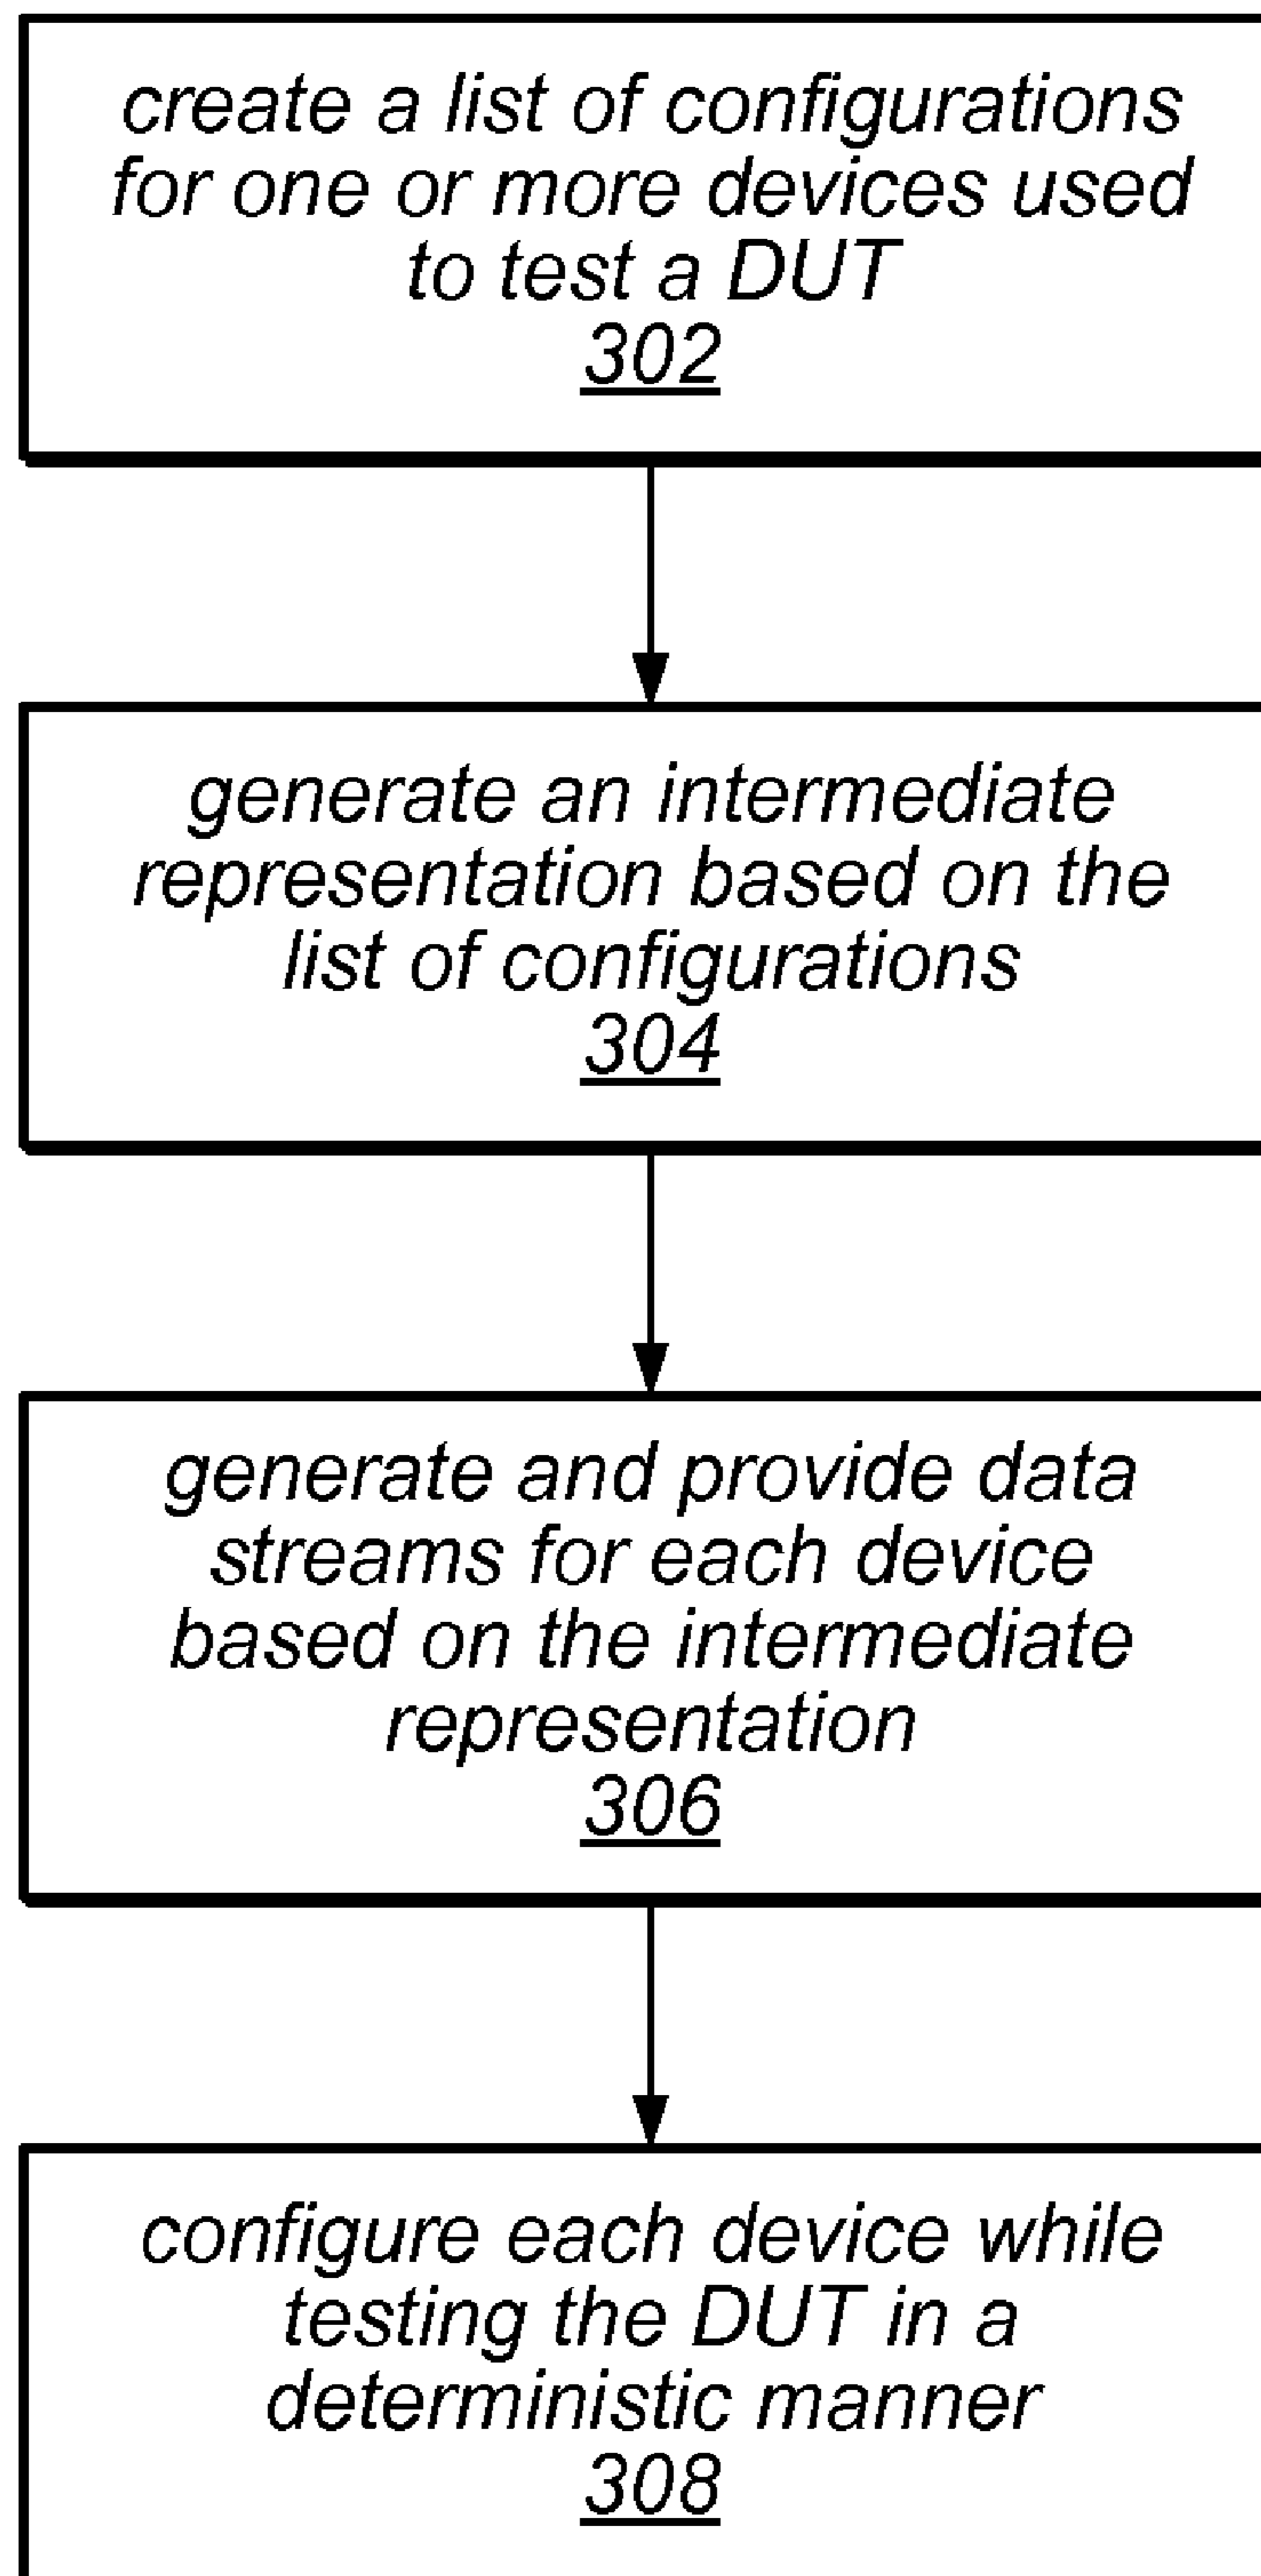 create a list of configurations
for one or more devices used
to test a DUT
302
generate an intermediate
representation based on the
list of configurations
304
generate and provide data
streams for each device
based on the intermediate
representation
306
configure each device while
testing the DUT in a
deterministic manner
308